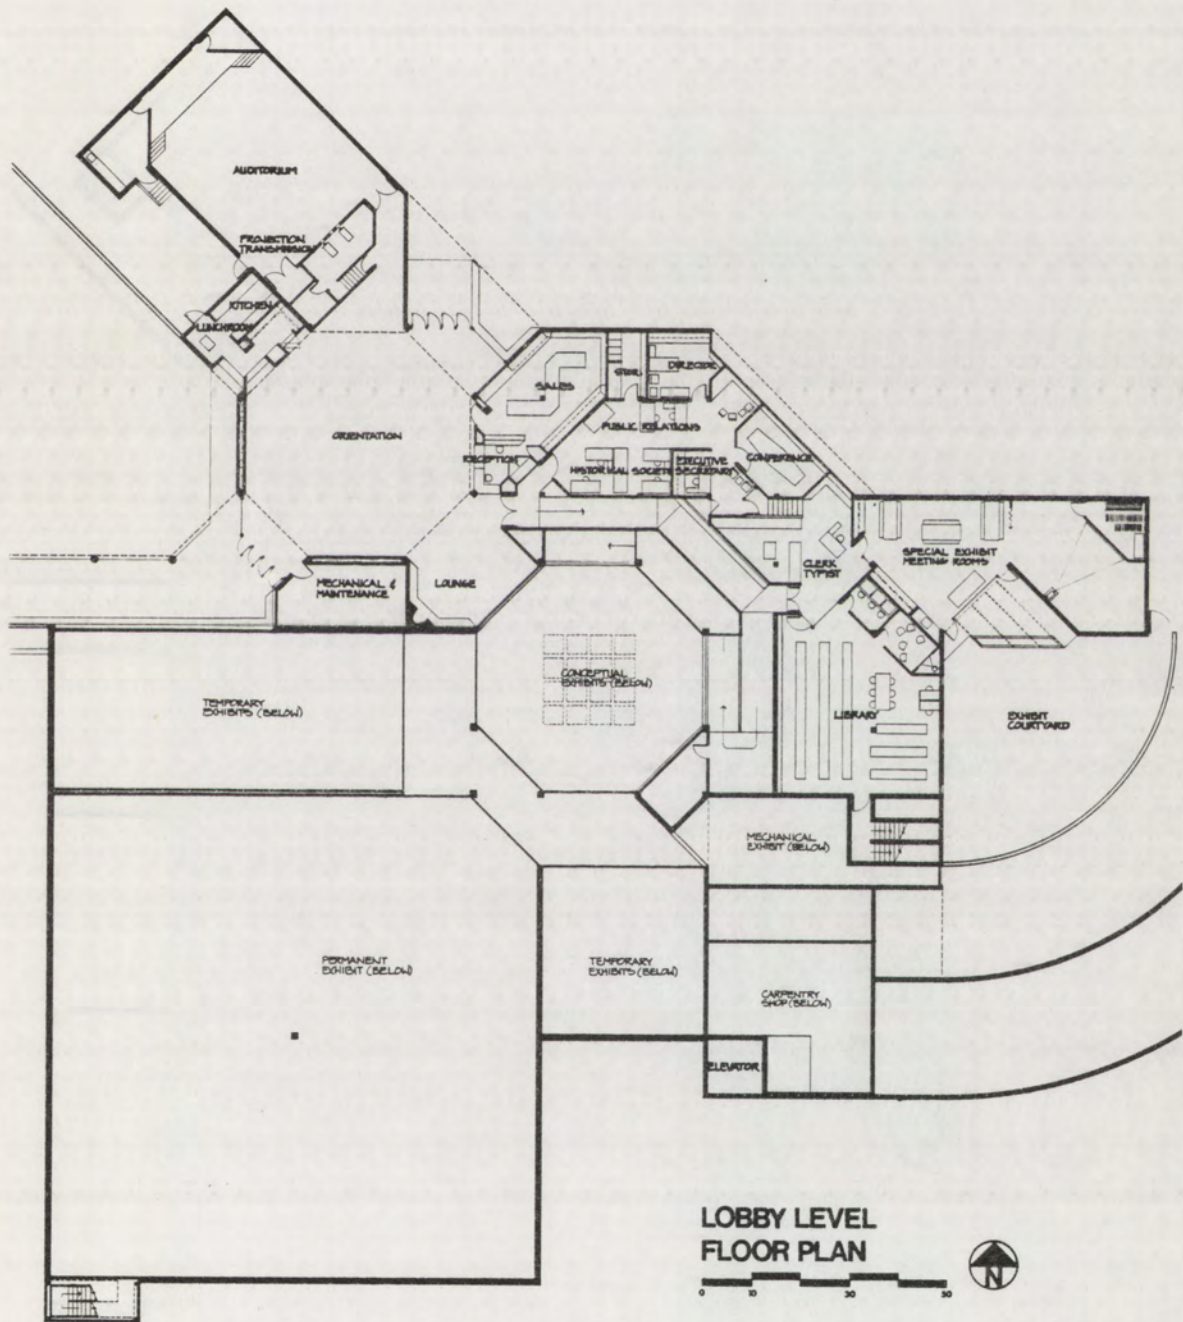 AUDITORIUM
PROJECTION
TRANSMISSION
KITCHEN
LUNCHROOM
ORIENTATION
SALES
STOR.
DIRECTOR
PUBLIC RELATIONS
RECEPTION
HISTORICAL SOCIETY
EXECUTIVE
SECRETARY
CONFERENCE
MECHANICAL &
MAINTENANCE
LOUNGE
CLERK
TYPIST
SPECIAL EXHIBIT
MEETING ROOMS
TEMPORARY
EXHIBITS (BELOW)
CONCEPTUAL
EXHIBITS (BELOW)
LIBRARY
EXHIBIT
COURTYARD
MECHANICAL
EXHIBIT (BELOW)
PERMANENT
EXHIBIT (BELOW)
TEMPORARY
EXHIBITS (BELOW)
CARPENTRY
SHOP (BELOW)
ELEVATOR
LOBBY LEVEL
FLOOR PLAN
0 10 30 50
N